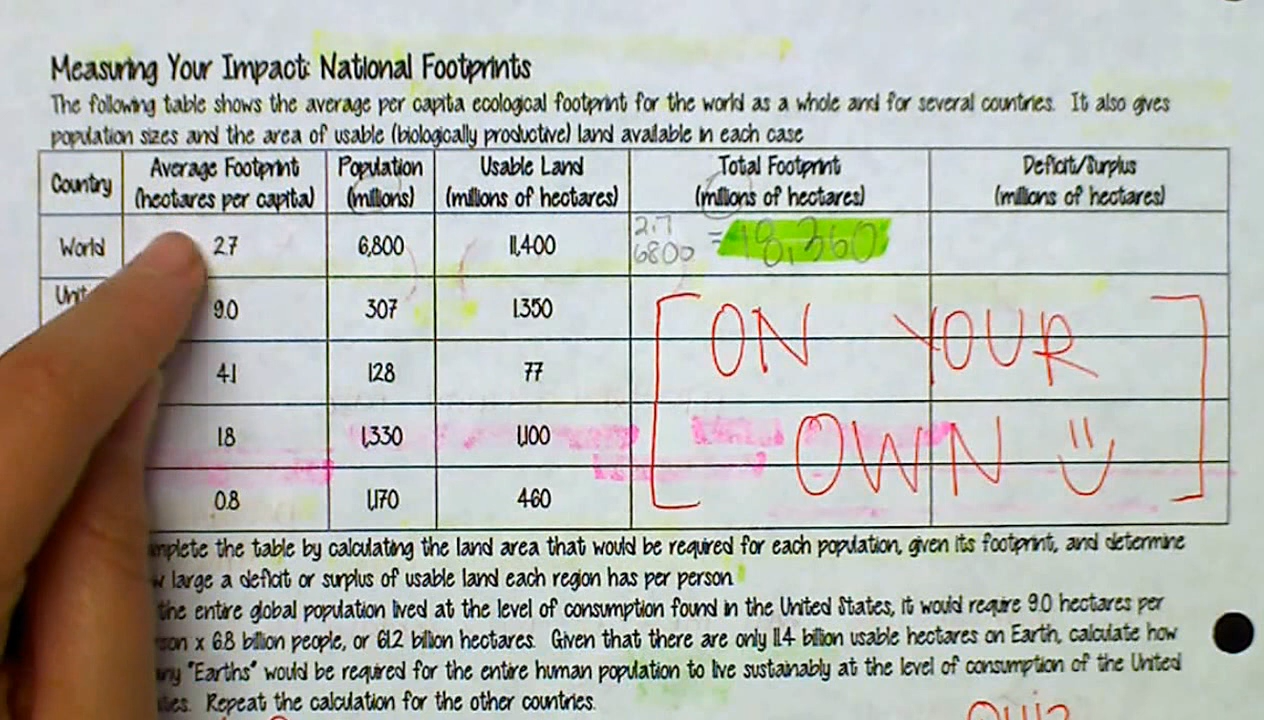 Measuring Your Impact: National Footprints
The following table shows the average per capita ecological footprint for the world as a whole and for several countries. It also gives
population sizes and the area of usable (biologically productive) land available in each case
Country Average Footprint (hectares per capita) Population (millions) Usable Land (millions of hectares) Total Footprint (millions of hectares) Deficit/Surplus (millions of hectares)
World 2.7 6,800 11,400 2.7 6800 = 18,360
Unit 9.0 307 1350
4.1 128 77
1.8 1,330 1,100
0.8 1,170 460
[ON YOUR
OWN]
mplete the table by calculating the land area that would be required for each population, given its footprint, and determine
w large a deficit or surplus of usable land each region has per person
the entire global population lived at the level of consumption found in the United States, it would require 9.0 hectares per
son x 6.8 billion people, or 61.2 billion hectares. Given that there are only 11.4 billion usable hectares on Earth, calculate how
any "Earths" would be required for the entire human population to live sustainably at the level of consumption of the United
ates. Repeat the calculation for the other countries.
Quiz